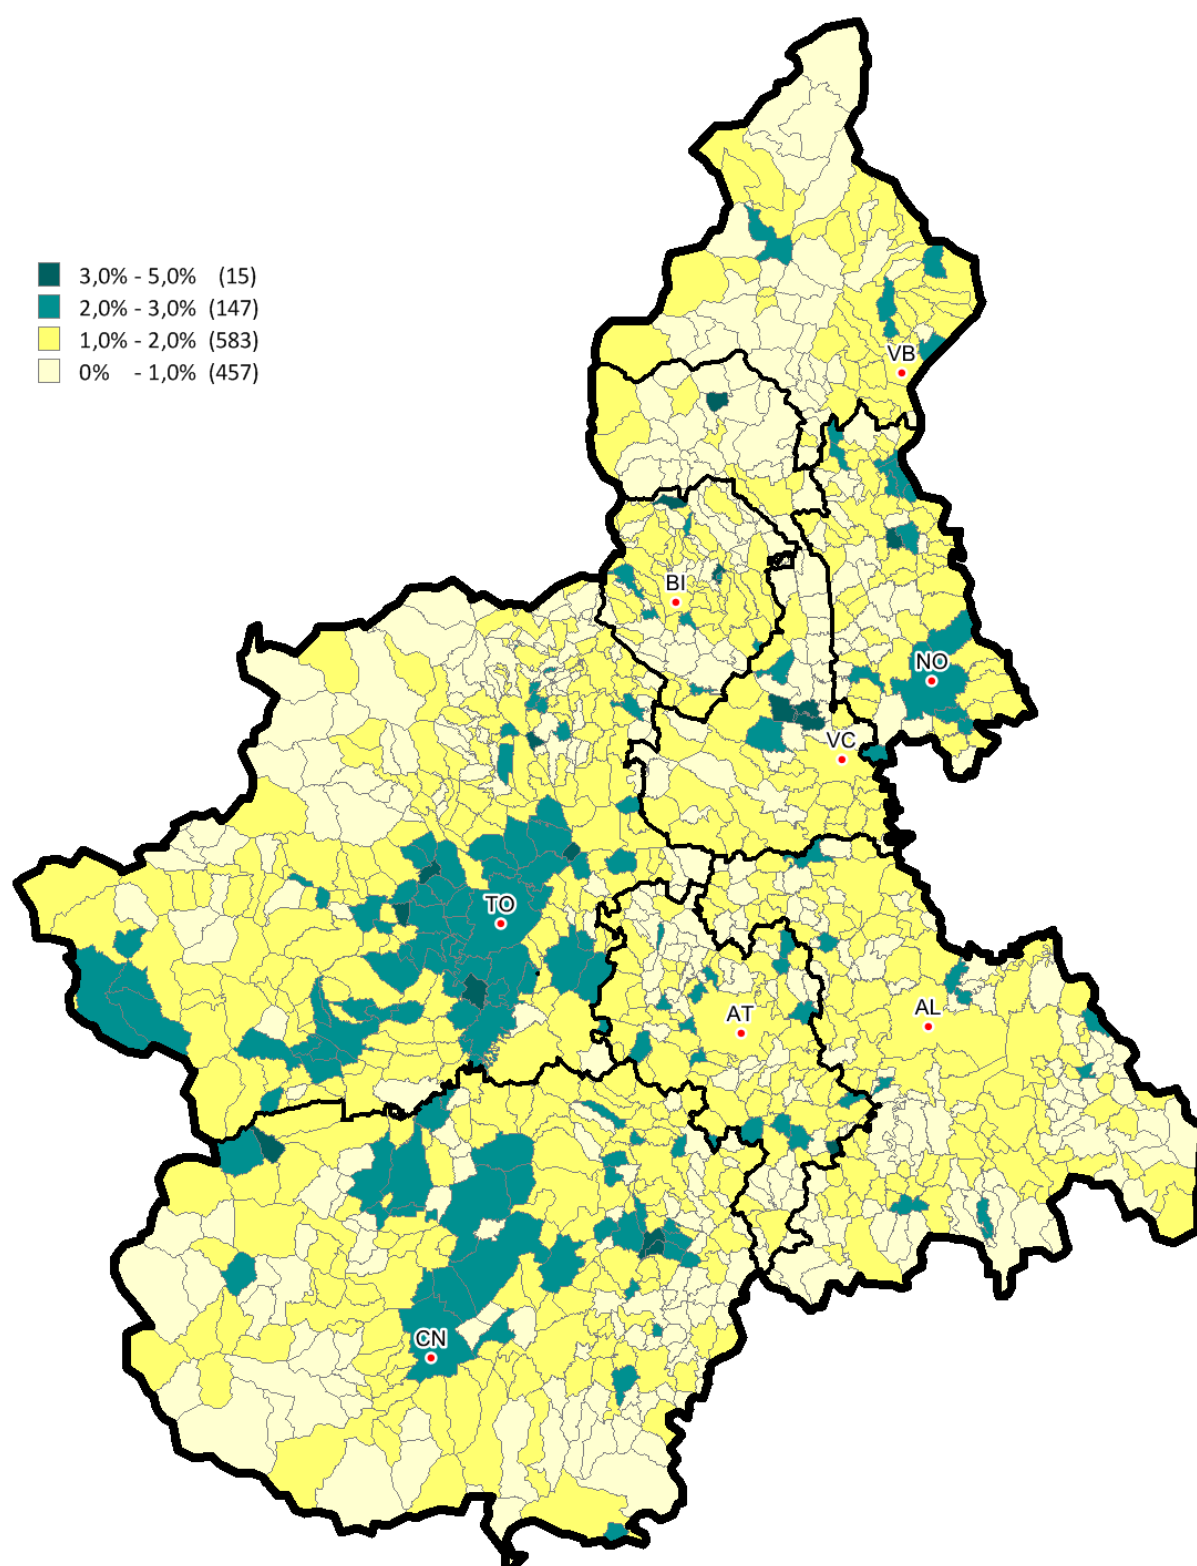 3,0% - 5,0% (15)
2,0% - 3,0% (147)
1,0% - 2,0% (583)
0% - 1,0% (457)
VB
BI
NO
VC
TO
AT
AL
CN